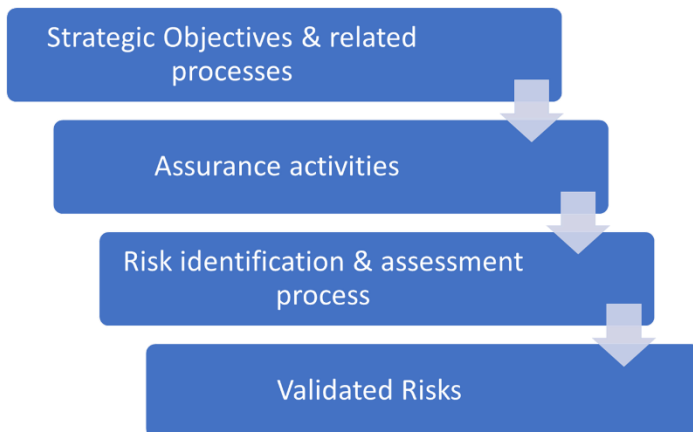 Strategic Objectives & related
processes
Assurance activities
Risk identification & assessment
process
Validated Risks